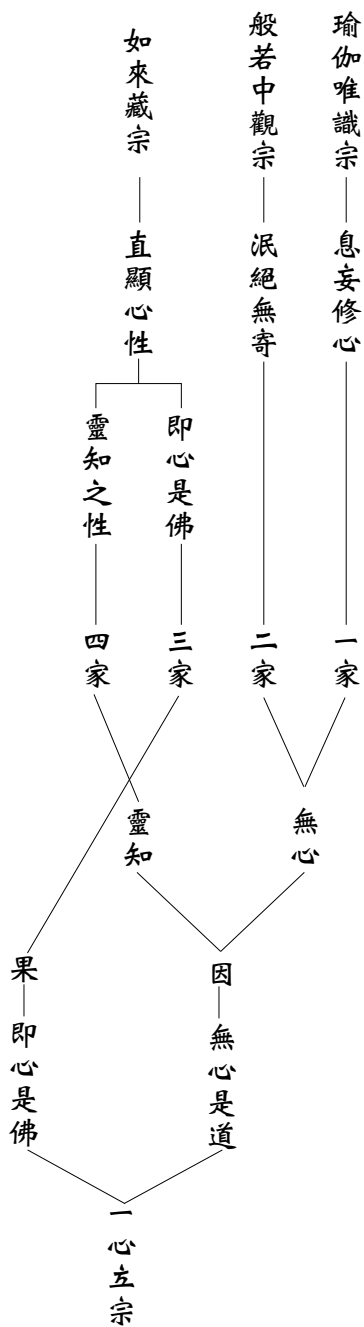 瑜伽唯識宗
息妄修心
一家
般若中觀宗
泯絕無寄
二家
無心
如來藏宗
直顯心性
即心是佛
三家
靈知之性
四家
靈知
因
無心是道
果
即心是佛
一心立宗